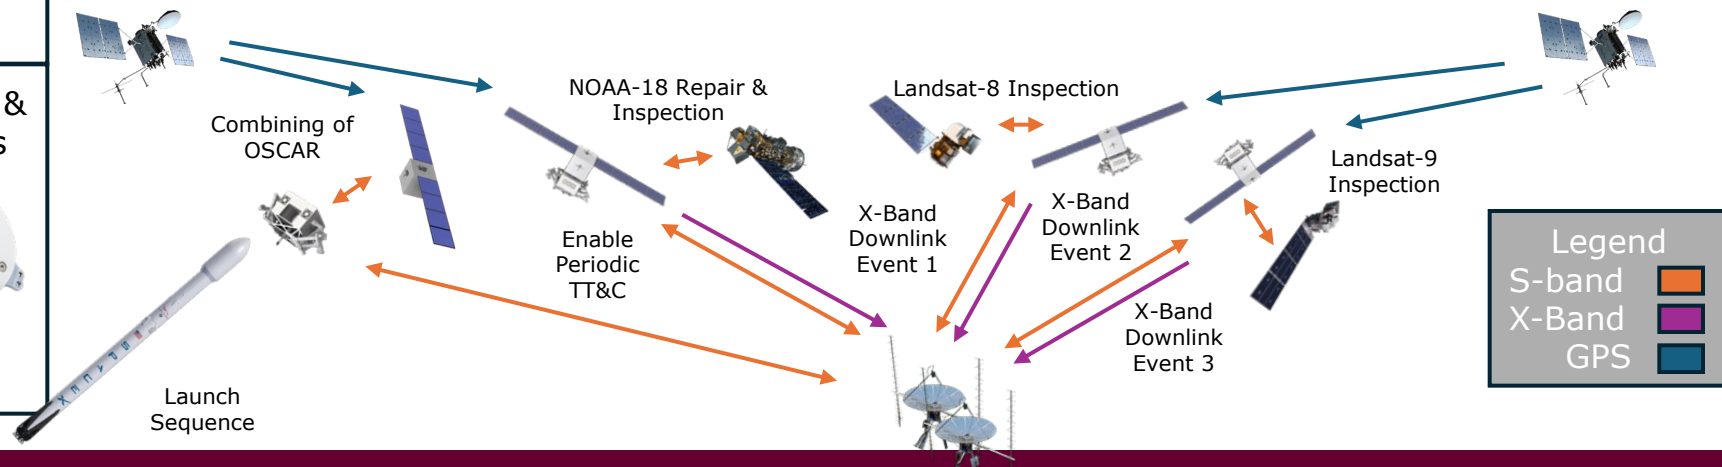 &
s
Combining of
OSCAR
NOAA-18 Repair &
Inspection
Landsat-8 Inspection
Landsat-9
Inspection
Enable
Periodic
TT&C
X-Band
Downlink
Event 1
X-Band
Downlink
Event 2
X-Band
Downlink
Event 3
Launch
Sequence
SPACEX
Legend
S-band
X-Band
GPS